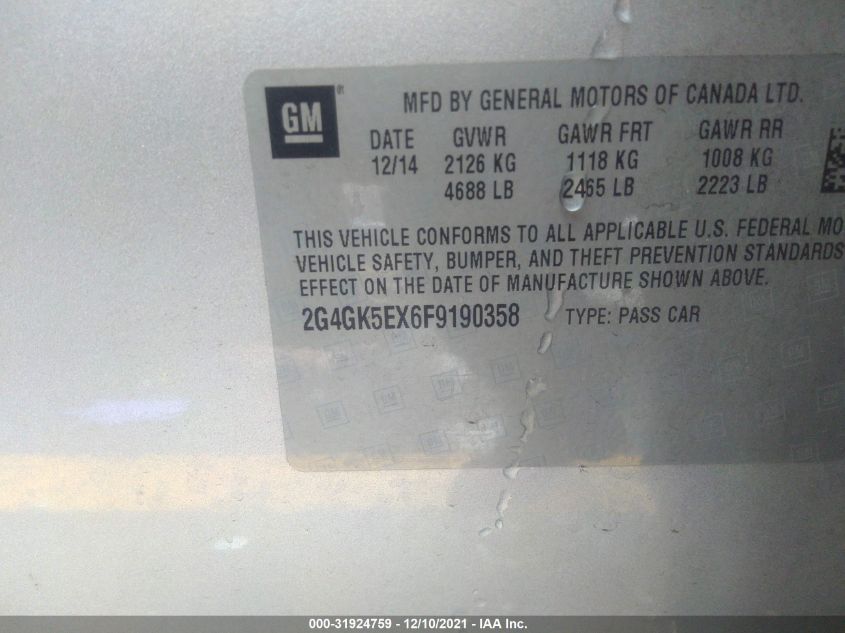 GM ® MFD BY GENERAL MOTORS OF CANADA LTD.
DATE GVWR GAWR FRT GAWR RR
12/14 2126 KG 1118 KG 1008 KG
4688 LB 2465 LB 2223 LB
THIS VEHICLE CONFORMS TO ALL APPLICABLE U.S. FEDERAL MO
VEHICLE SAFETY, BUMPER, AND THEFT PREVENTION STANDARDS
EFFECT ON THE DATE OF MANUFACTURE SHOWN ABOVE.
2G4GK5EX6F9190358 TYPE: PASS CAR
000-31924759 - 12/10/2021 - IAA Inc.